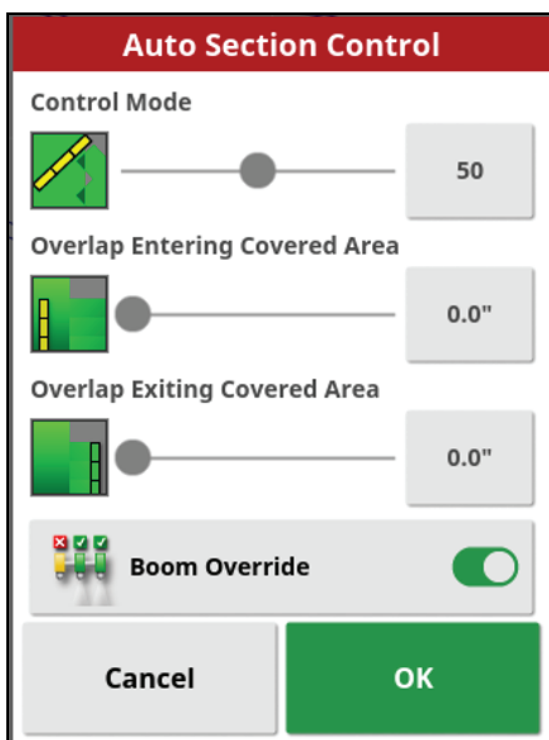 Auto Section Control
Control Mode
50
Overlap Entering Covered Area
0.0"
Overlap Exiting Covered Area
0.0"
Boom Override
Cancel
OK